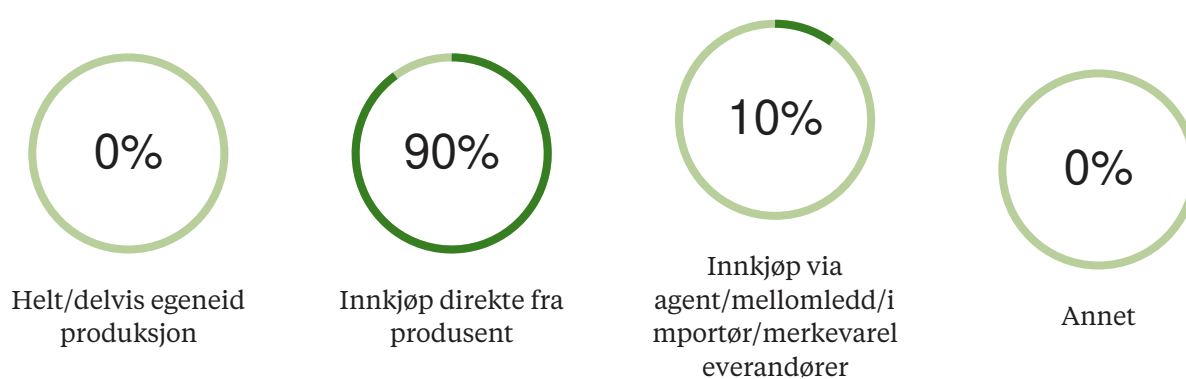 0%
Helt/delvis egeneid
produksjon
90%
Innkjøp direkte fra
produsent
10%
Innkjøp via
agent/mellomledd/i
mportør/merkevarel
everandører
0%
Annet